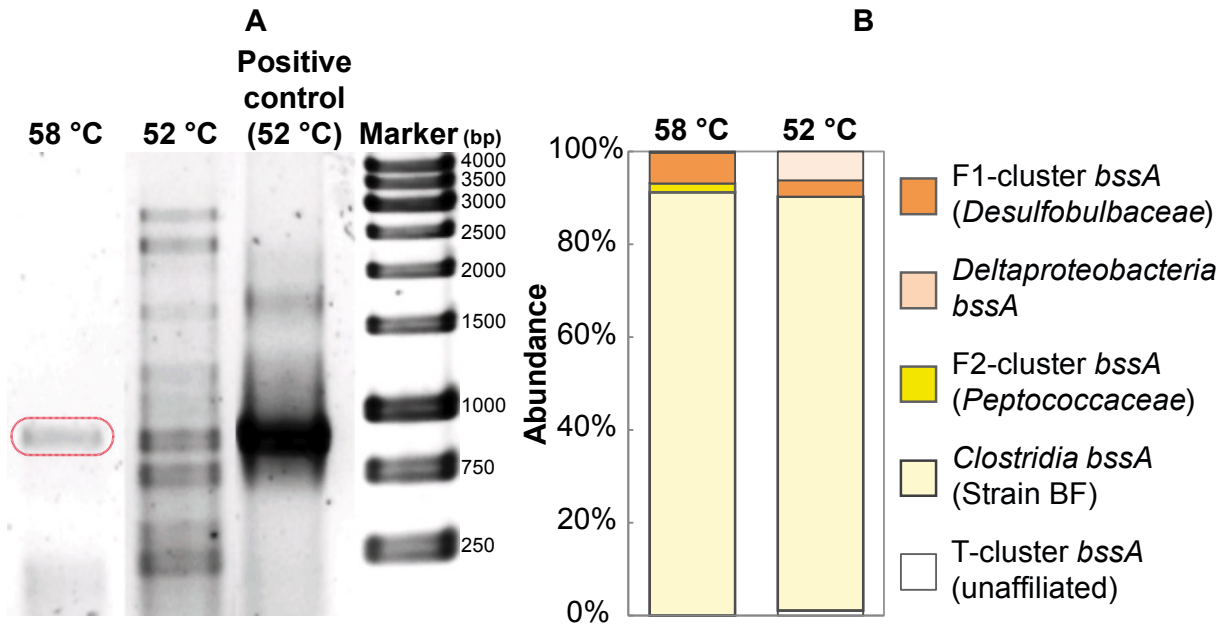 A
Positive
control
58 °C 52 °C (52 °C) Marker (bp)
4000
3500
3000
2500
2000
1500
1000
750
250
B
58 °C 52 °C
100%
80%
60%
40%
20%
0%
Abundance
F1-cluster bssA
(Desulfobulbaceae)
Deltaproteobacteria
bssA
F2-cluster bssA
(Peptococcaceae)
Clostridia bssA
(Strain BF)
T-cluster bssA
(unaffiliated)